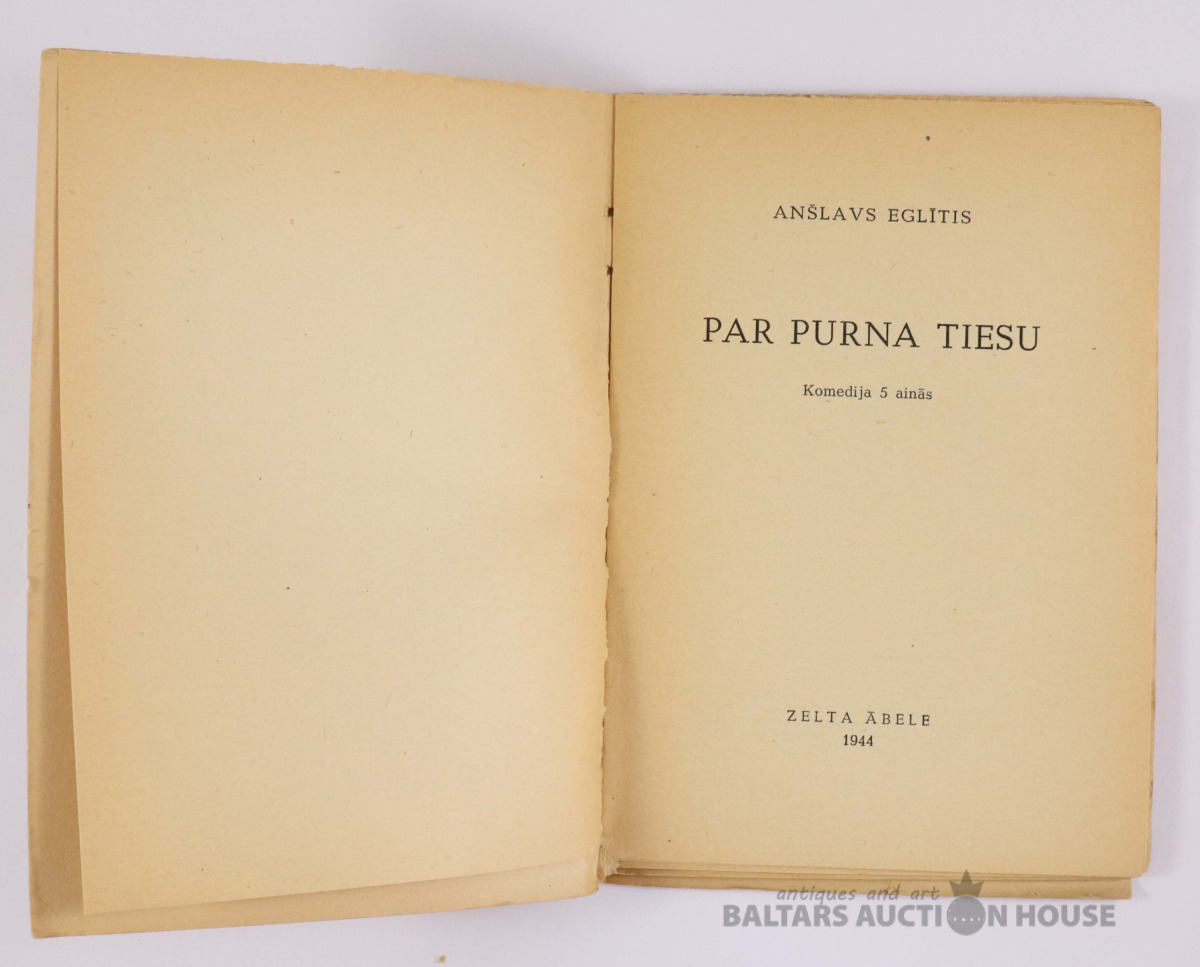 ANŠLAVS EGLĪTIS
PAR PURNA TIESU
Komedija 5 ainās
ZELTA ĀBELE
1944
antiques and art
BALTARS AUCTION HOUSE